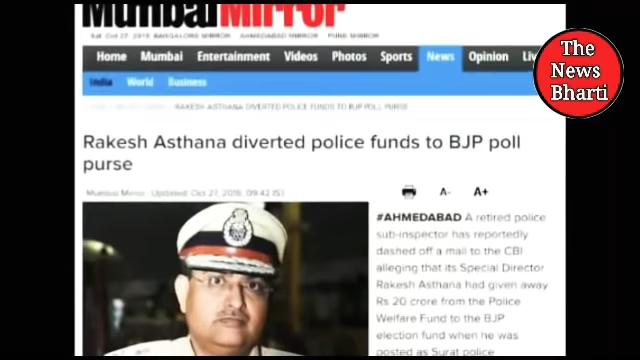 Mumbai Mirror
Sat, Oct 27, 2018 BANGALORE MIRROR AHMEDABAD MIRROR PUNE MIRROR
Home Mumbai Entertainment Videos Photos Sports News Opinion
India World Business
RAKESH ASTHANA DIVERTED POLICE FUNDS TO BJP POLL PURSE
Rakesh Asthana diverted police funds to BJP poll
purse
Mumbai Mirror Updated: Oct 27, 2018, 09:42 IST
A- A+
#AHMEDABAD A retired police
sub-inspector has reportedly
dashed off a mail to the CBI
alleging that its Special Director
Rakesh Asthana had given away
Rs 20 crore from the Police
Welfare Fund to the BJP
election fund when he was
posted as Surat police
The
News
Bharti